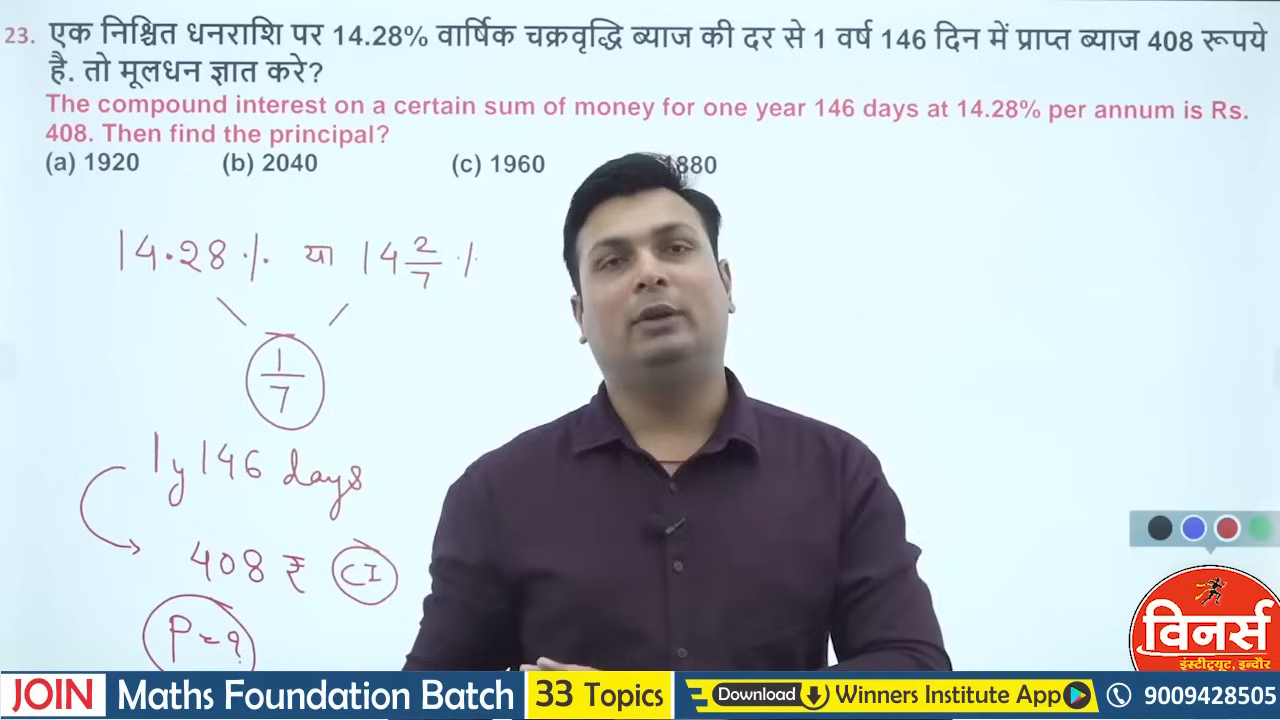 23. एक निश्चित धनराशि पर 14.28% वार्षिक चक्रवृद्धि ब्याज की दर से 1 वर्ष 146 दिन में प्राप्त ब्याज 408 रूपये
है. तो मूलधन ज्ञात करे?
The compound interest on a certain sum of money for one year 146 days at 14.28% per annum is Rs.
408. Then find the principal?
(a) 1920 (b) 2040 (c) 1960 1880
14.28% या 14 2/7 %
1/7
1y 146 days
408 ₹ CI
P = ?
विनर्स
इंस्टीट्यूट, इन्दौर
JOIN Maths Foundation Batch 33 Topics Download Winners Institute App 9009428505